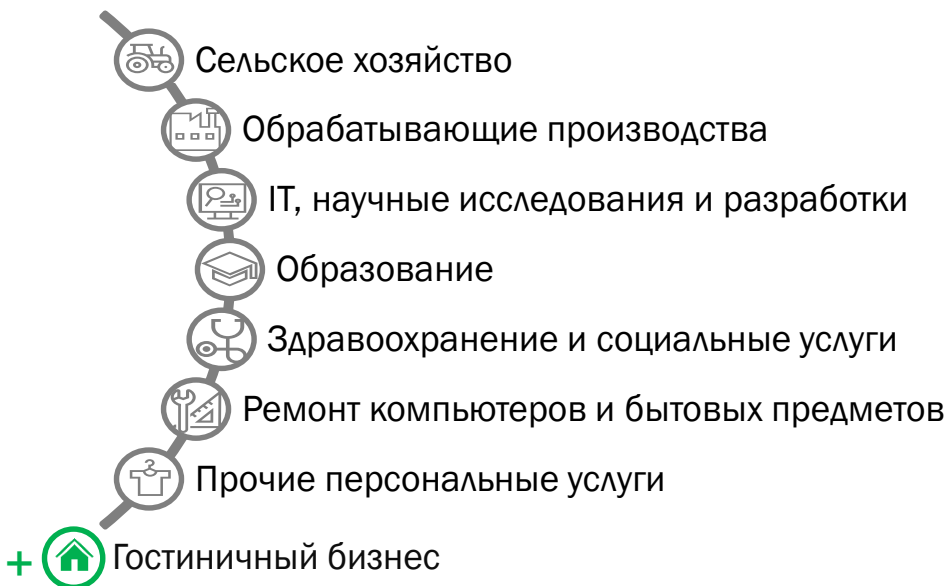 Сельское хозяйство
Обрабатывающие производства
IT, научные исследования и разработки
Образование
Здравоохранение и социальные услуги
Ремонт компьютеров и бытовых предметов
Прочие персональные услуги
+ Гостиничный бизнес